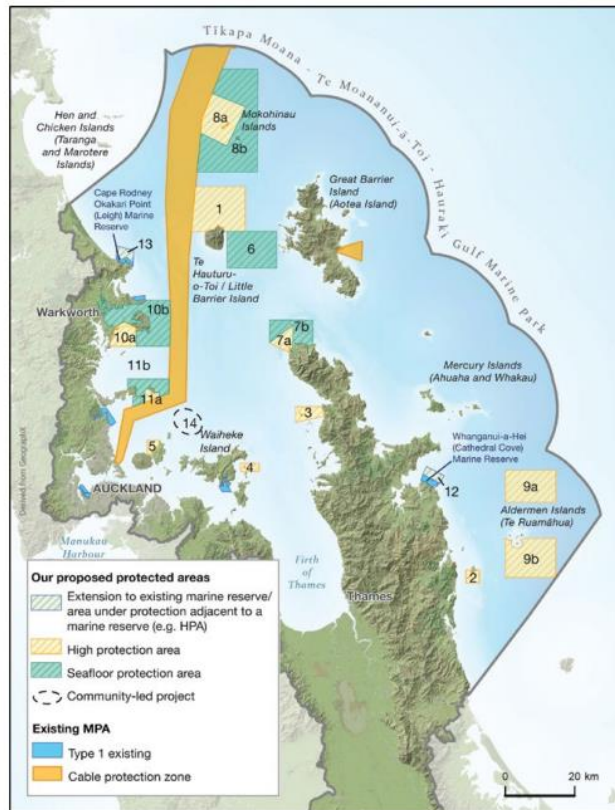 Tīkapa Moana - Te Moananui-ā-Toi - Hauraki Gulf Marine Park
Hen and
Chicken Islands
(Taranga
and Marotere
Islands)
8a
Mokohinau
Islands
8b
Cape Rodney
Okakari Point
(Leigh) Marine
Reserve
13
1
Great Barrier
Island
(Aotea Island)
6
Te
Hauturu-
o-Toi / Little
Barrier Island
Warkworth
10b
10a
7b
7a
11b
11a
Mercury Islands
(Ahuaha and Whakau)
3
14
Waiheke
Island
5
4
Whanganui-a-Hei
(Cathedral Cove)
Marine Reserve
12
9a
Aldermen Islands
(Te Ruamāhua)
9b
AUCKLAND
Manukau
Harbour
Firth
of
Thames
2
Thames
Derived from Geographx
Our proposed protected areas
Extension to existing marine reserve/
area under protection adjacent to a
marine reserve (e.g. HPA)
High protection area
Seafloor protection area
Community-led project
Existing MPA
Type 1 existing
Cable protection zone
0 20 km